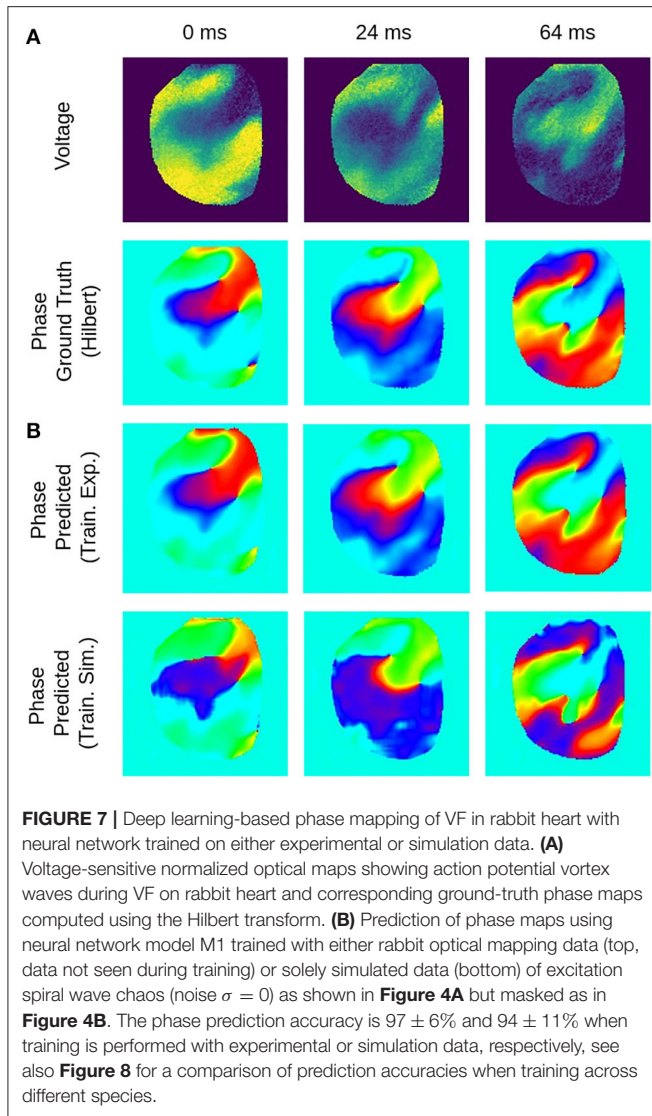 A
0 ms
24 ms
64 ms
Voltage
Phase
Ground Truth
(Hilbert)
B
Phase
Predicted
(Train. Exp.)
Phase
Predicted
(Train. Sim.)
FIGURE 7 | Deep learning-based phase mapping of VF in rabbit heart with
neural network trained on either experimental or simulation data. (A)
Voltage-sensitive normalized optical maps showing action potential vortex
waves during VF on rabbit heart and corresponding ground-truth phase maps
computed using the Hilbert transform. (B) Prediction of phase maps using
neural network model M1 trained with either rabbit optical mapping data (top,
data not seen during training) or solely simulated data (bottom) of excitation
spiral wave chaos (noise σ = 0) as shown in Figure 4A but masked as in
Figure 4B. The phase prediction accuracy is 97 ± 6% and 94 ± 11% when
training is performed with experimental or simulation data, respectively, see
also Figure 8 for a comparison of prediction accuracies when training across
different species.